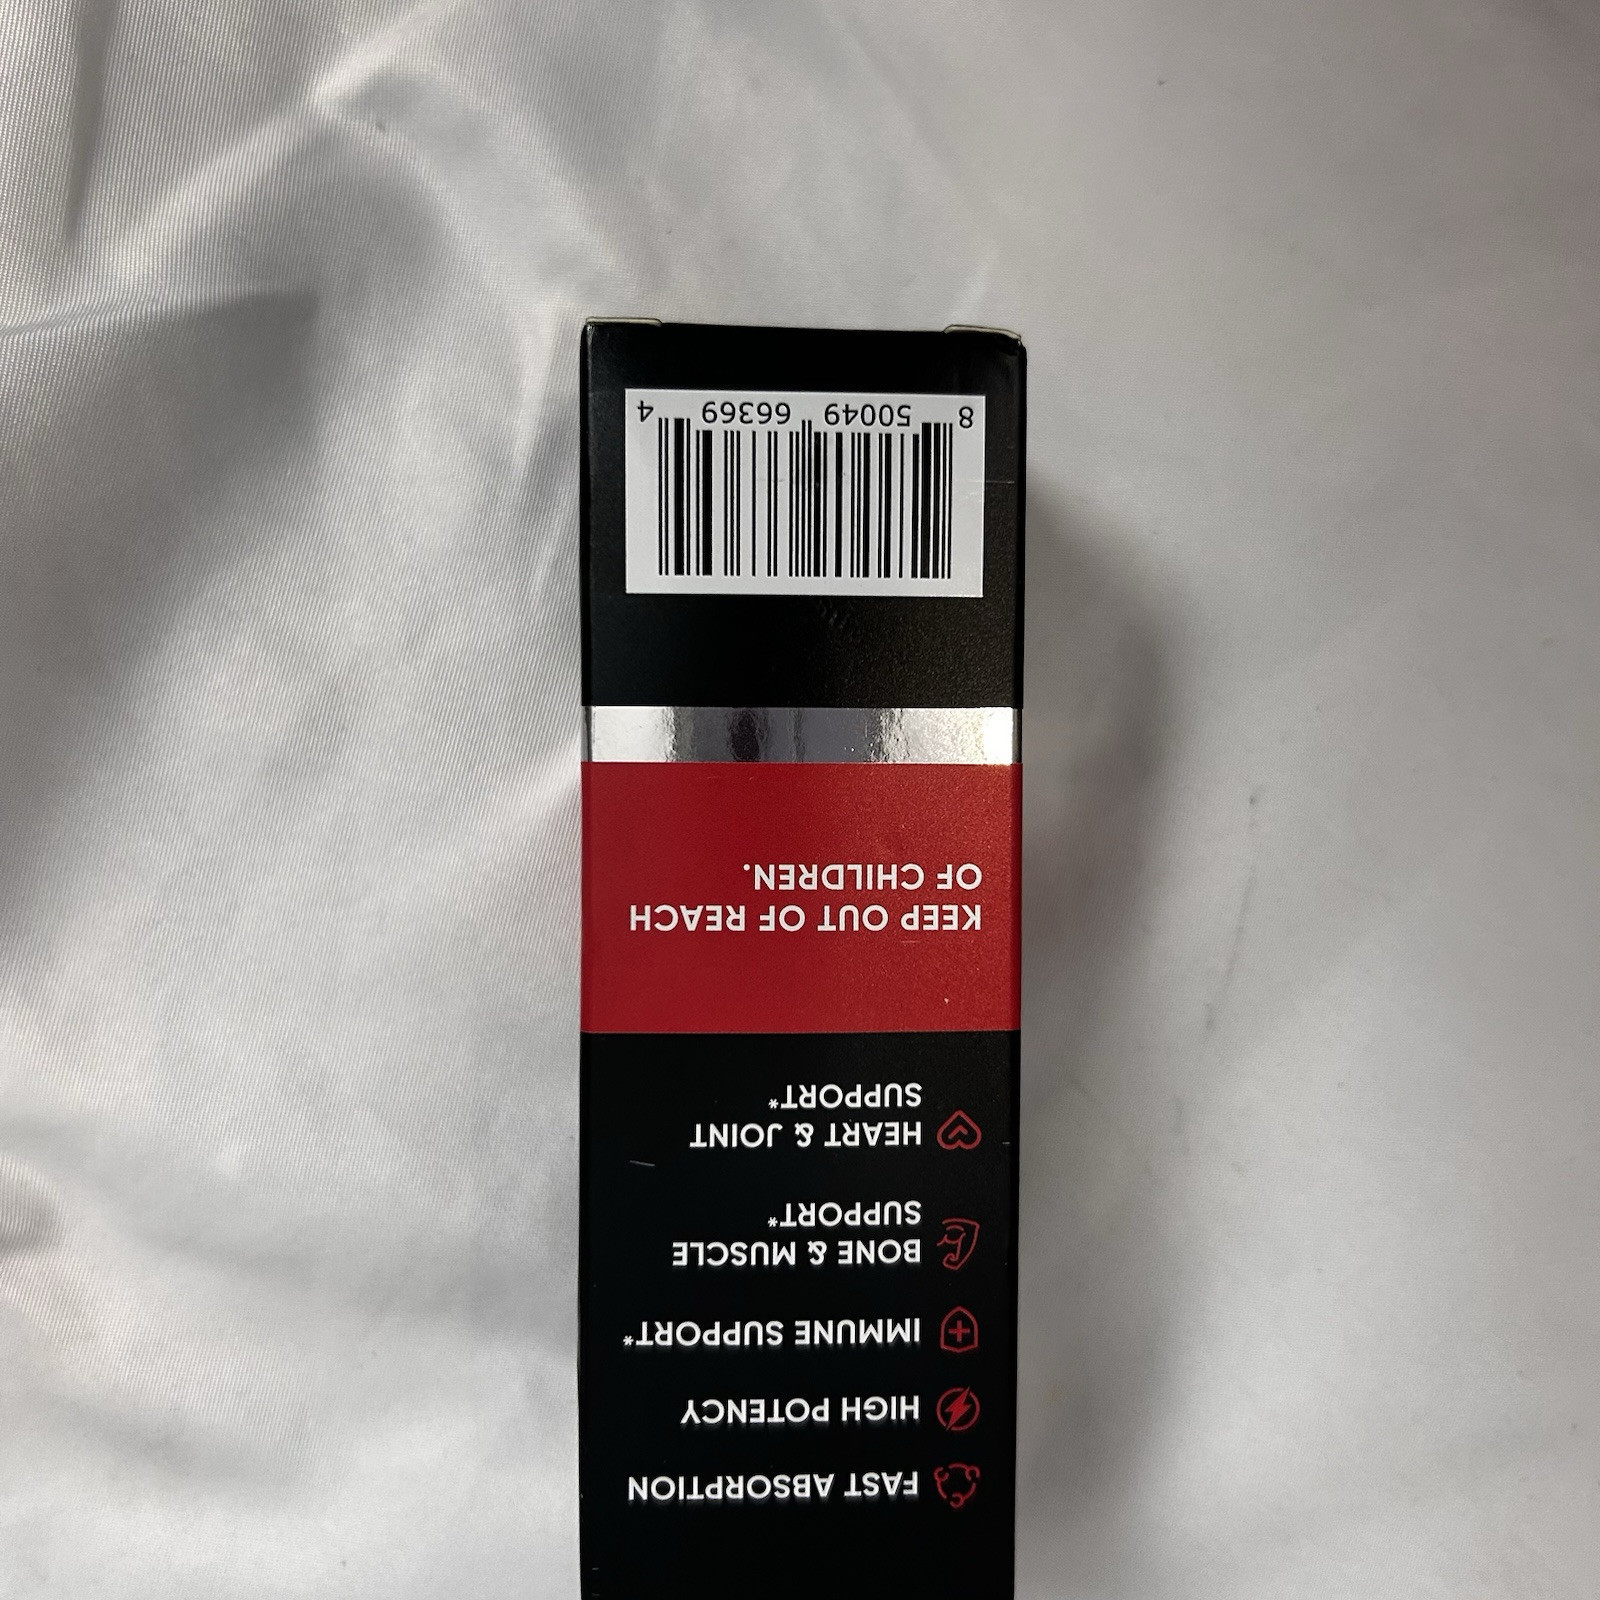 FAST ABSORPTION
HIGH POTENCY
IMMUNE SUPPORT*
BONE & MUSCLE
SUPPORT*
HEART & JOINT
SUPPORT*
KEEP OUT OF REACH
OF CHILDREN.
8 50049 66369 4